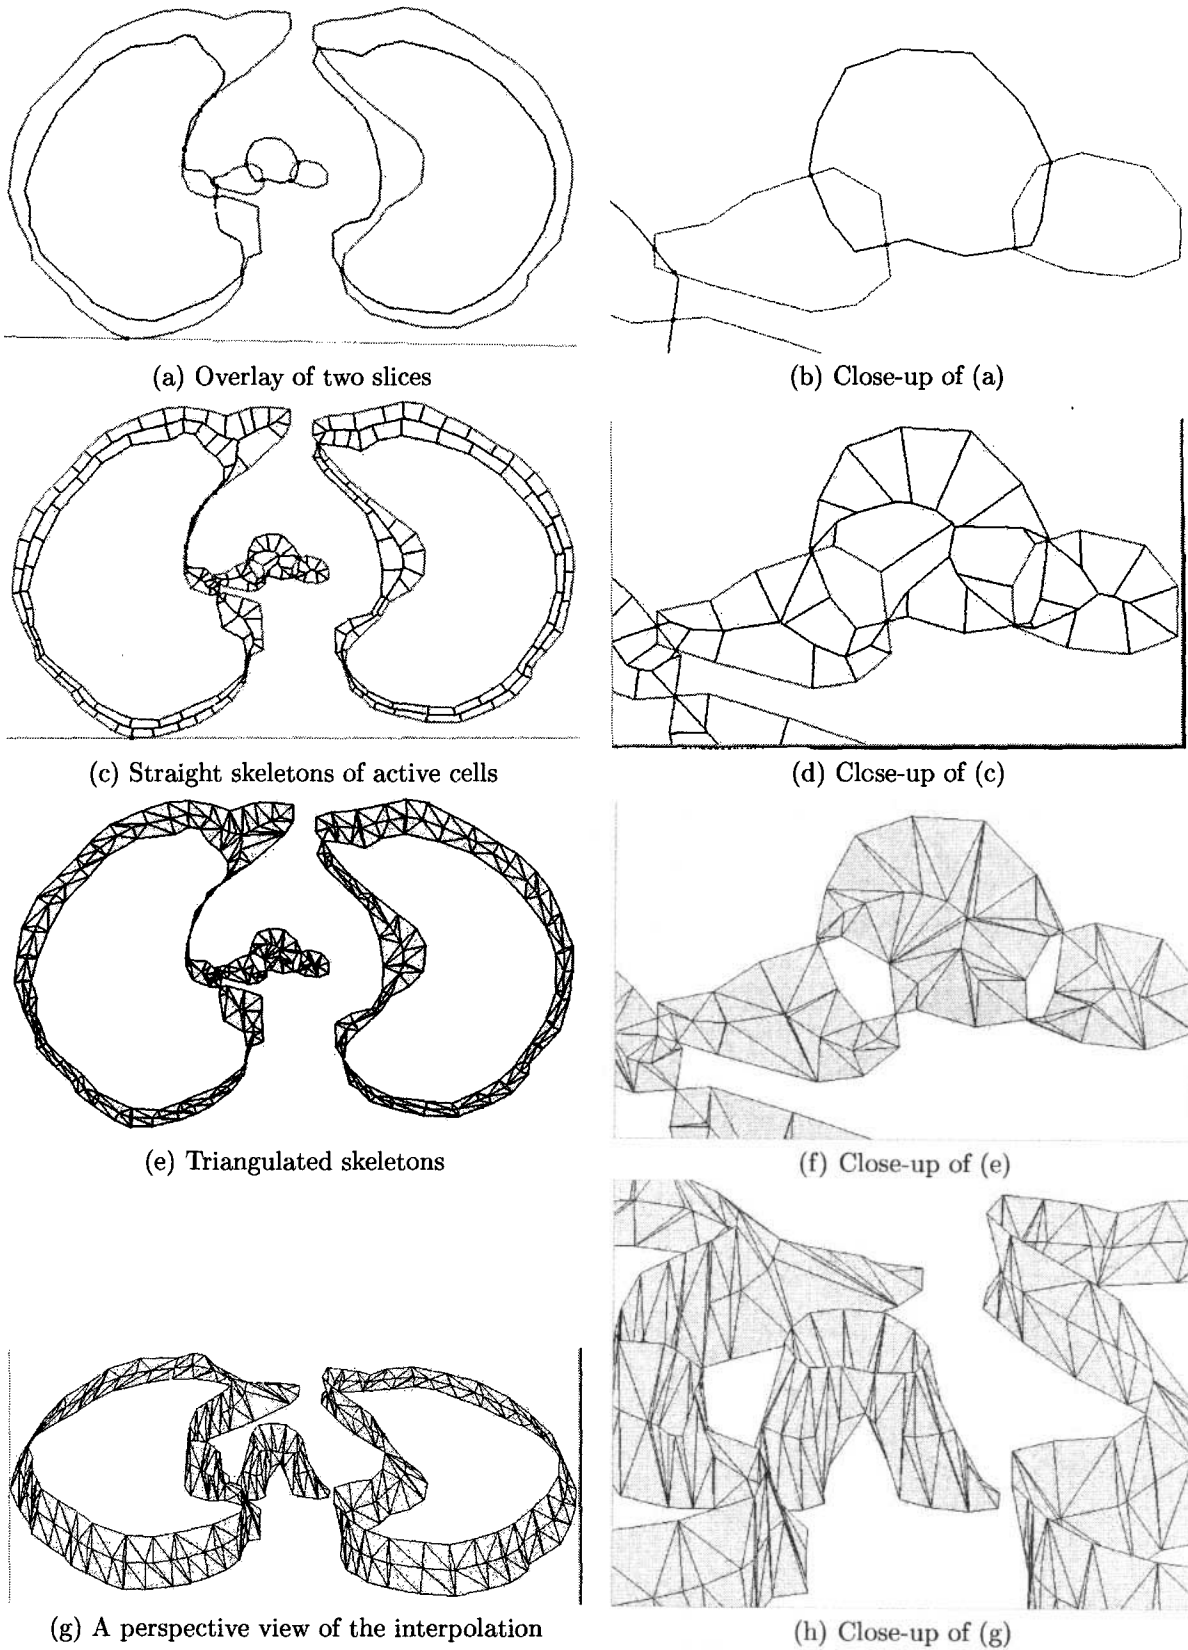 (a) Overlay of two slices
(b) Close-up of (a)
(c) Straight skeletons of active cells
(d) Close-up of (c)
(e) Triangulated skeletons
(f) Close-up of (e)
(g) A perspective view of the interpolation
(h) Close-up of (g)